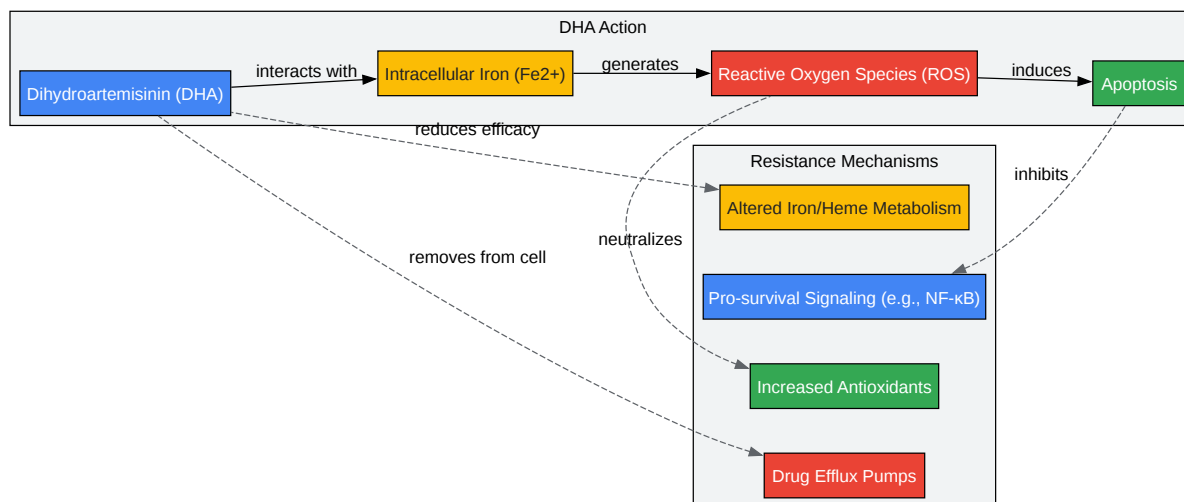 DHA Action
Dihydroartemisinin (DHA)
interacts with
Intracellular Iron (Fe2+)
generates
Reactive Oxygen Species (ROS)
induces
Apoptosis
reduces efficacy
Resistance Mechanisms
Altered Iron/Heme Metabolism
inhibits
neutralizes
removes from cell
Pro-survival Signaling (e.g., NF-κB)
Increased Antioxidants
Drug Efflux Pumps